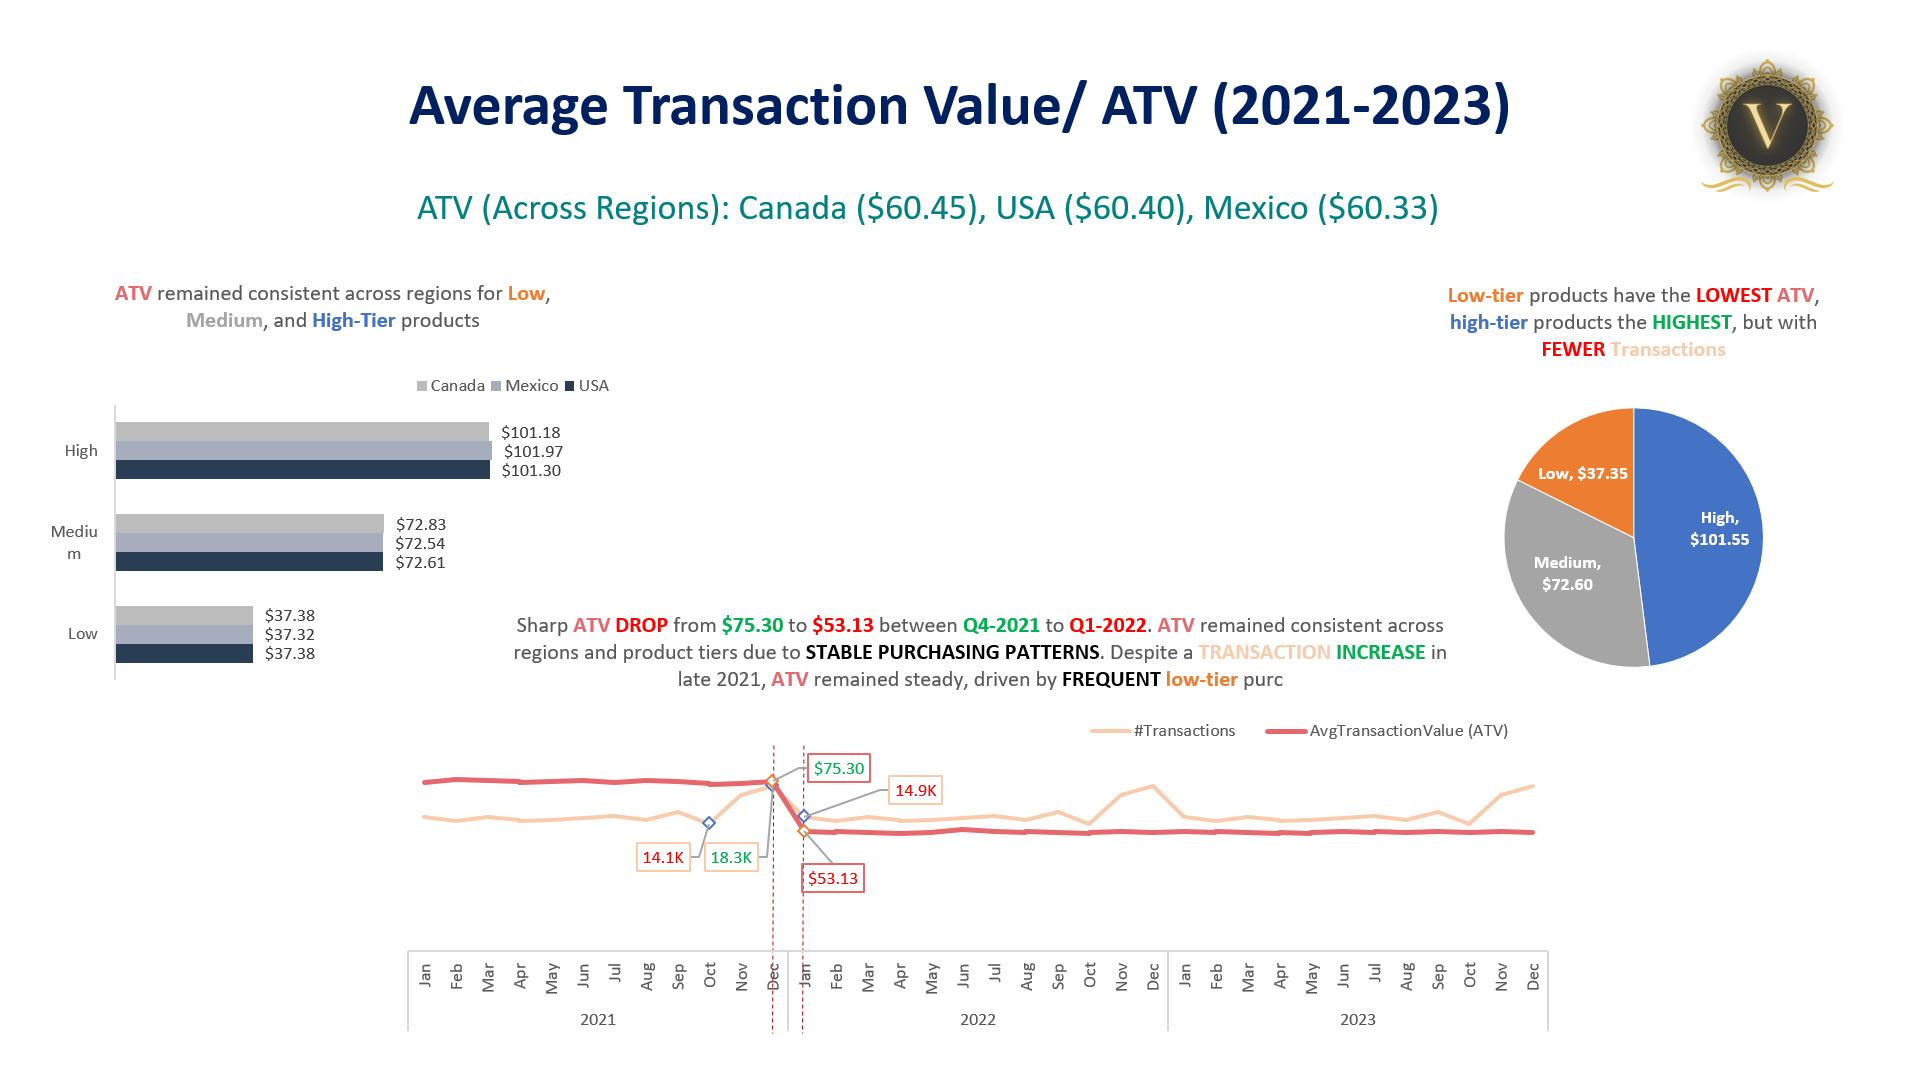 Average Transaction Value/ ATV (2021-2023)
V
ATV (Across Regions): Canada ($60.45), USA ($60.40), Mexico ($60.33)
ATV remained consistent across regions for Low,
Medium, and High-Tier products
Canada Mexico USA
High
$101.18
$101.97
$101.30
Mediu
m
$72.83
$72.54
$72.61
Low
$37.38
$37.32
$37.38
Low-tier products have the LOWEST ATV,
high-tier products the HIGHEST, but with
FEWER Transactions
Low, $37.35
High,
$101.55
Medium,
$72.60
Sharp ATV DROP from $75.30 to $53.13 between Q4-2021 to Q1-2022. ATV remained consistent across
regions and product tiers due to STABLE PURCHASING PATTERNS. Despite a TRANSACTION INCREASE in
late 2021, ATV remained steady, driven by FREQUENT low-tier purc
#Transactions AvgTransactionValue (ATV)
$75.30
14.9K
14.1K
18.3K
$53.13
Jan Feb Mar Apr May Jun Jul Aug Sep Oct Nov Dec Jan Feb Mar Apr May Jun Jul Aug Sep Oct Nov Dec Jan Feb Mar Apr May Jun Jul Aug Sep Oct Nov Dec
2021 2022 2023